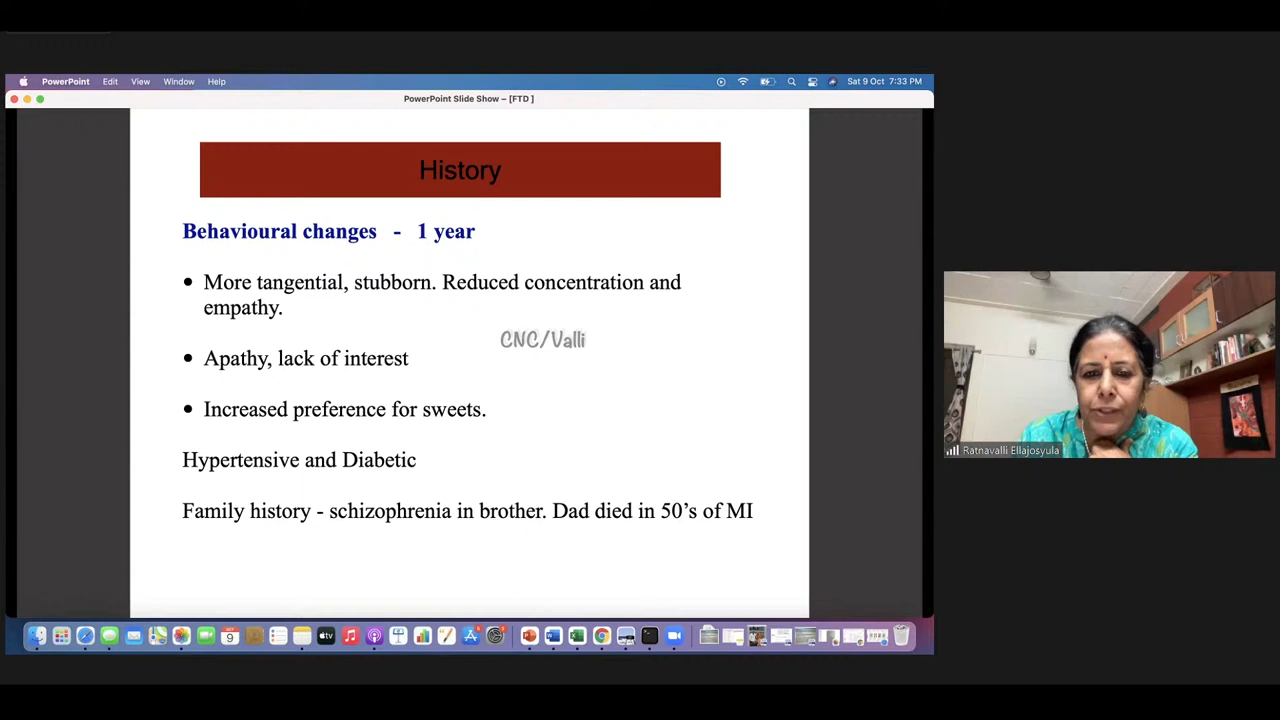 PowerPoint Edit View Window Help Sat 9 Oct 7:33 PM
PowerPoint Slide Show – [FTD ]
History
Behavioural changes - 1 year
• More tangential, stubborn. Reduced concentration and
empathy.
CNC/Valli
• Apathy, lack of interest
• Increased preference for sweets.
Hypertensive and Diabetic
Family history - schizophrenia in brother. Dad died in 50’s of MI
Ratnavalli Ellajosyula
9
tv